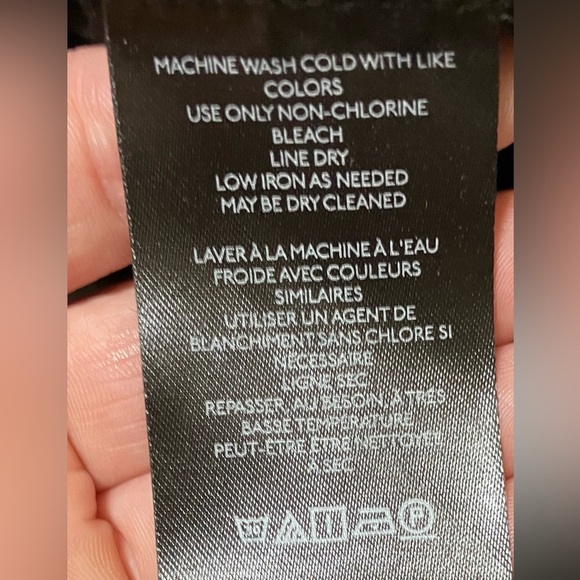 MACHINE WASH COLD WITH LIKE
COLORS
USE ONLY NON-CHLORINE
BLEACH
LINE DRY
LOW IRON AS NEEDED
MAY BE DRY CLEANED
LAVER À LA MACHINE À L'EAU
FROIDE AVEC COULEURS
SIMILAIRES
UTILISER UN AGENT DE
BLANCHIMENT SANS CHLORE SI
NÉCESSAIRE
LIGNE SEC
REPASSER, AU BESOIN, À TRÈS
BASSE TEMPÉRATURE
PEUT-ÊTRE ETRE NETTOYÉE
À SEC
P